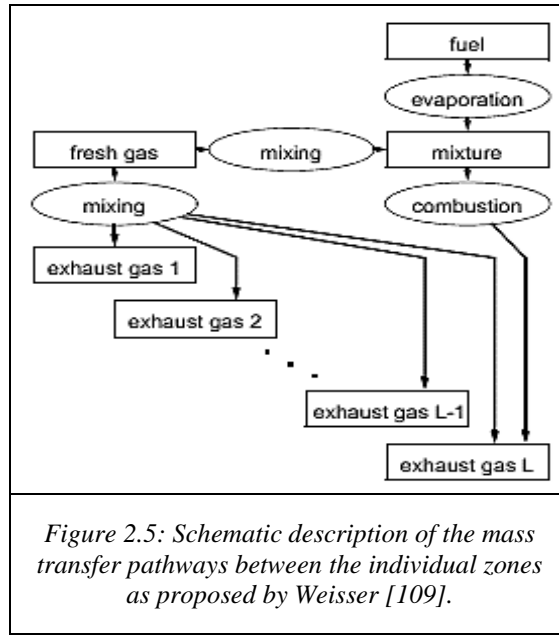 fuel
evaporation
fresh gas
mixing
mixture
mixing
combustion
exhaust gas 1
exhaust gas 2
exhaust gas L-1
exhaust gas L
Figure 2.5: Schematic description of the mass
transfer pathways between the individual zones
as proposed by Weisser [109].